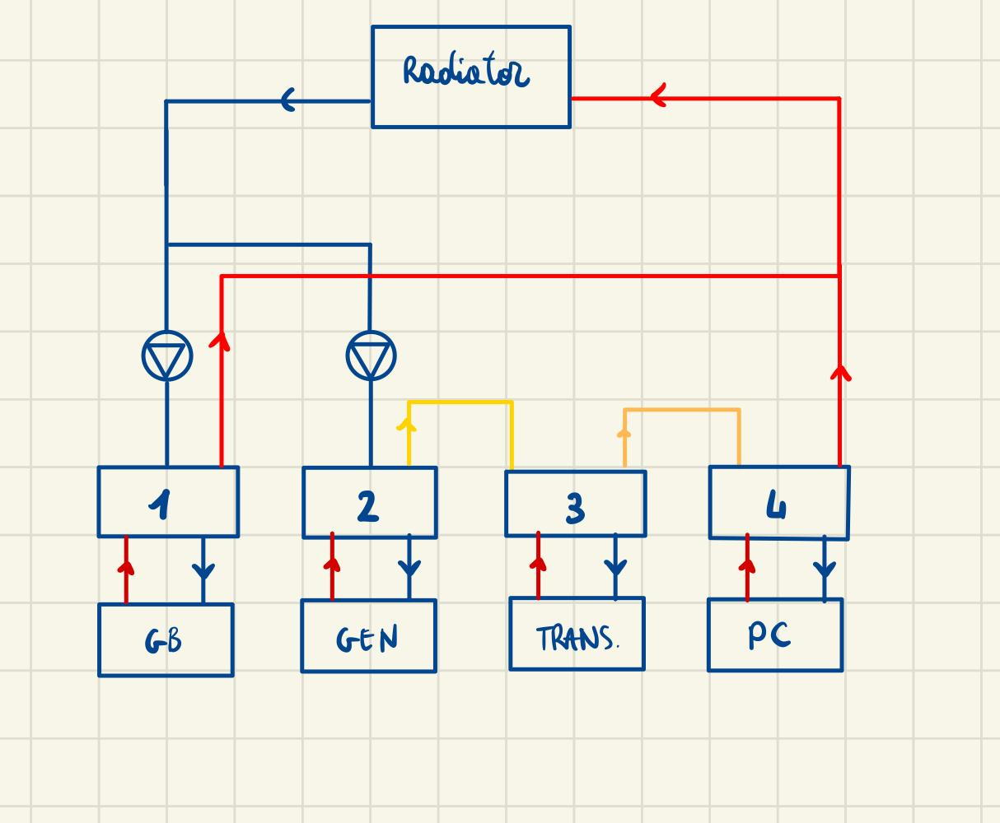 Radiator
1
2
3
4
GB
GEN
TRANS.
PC